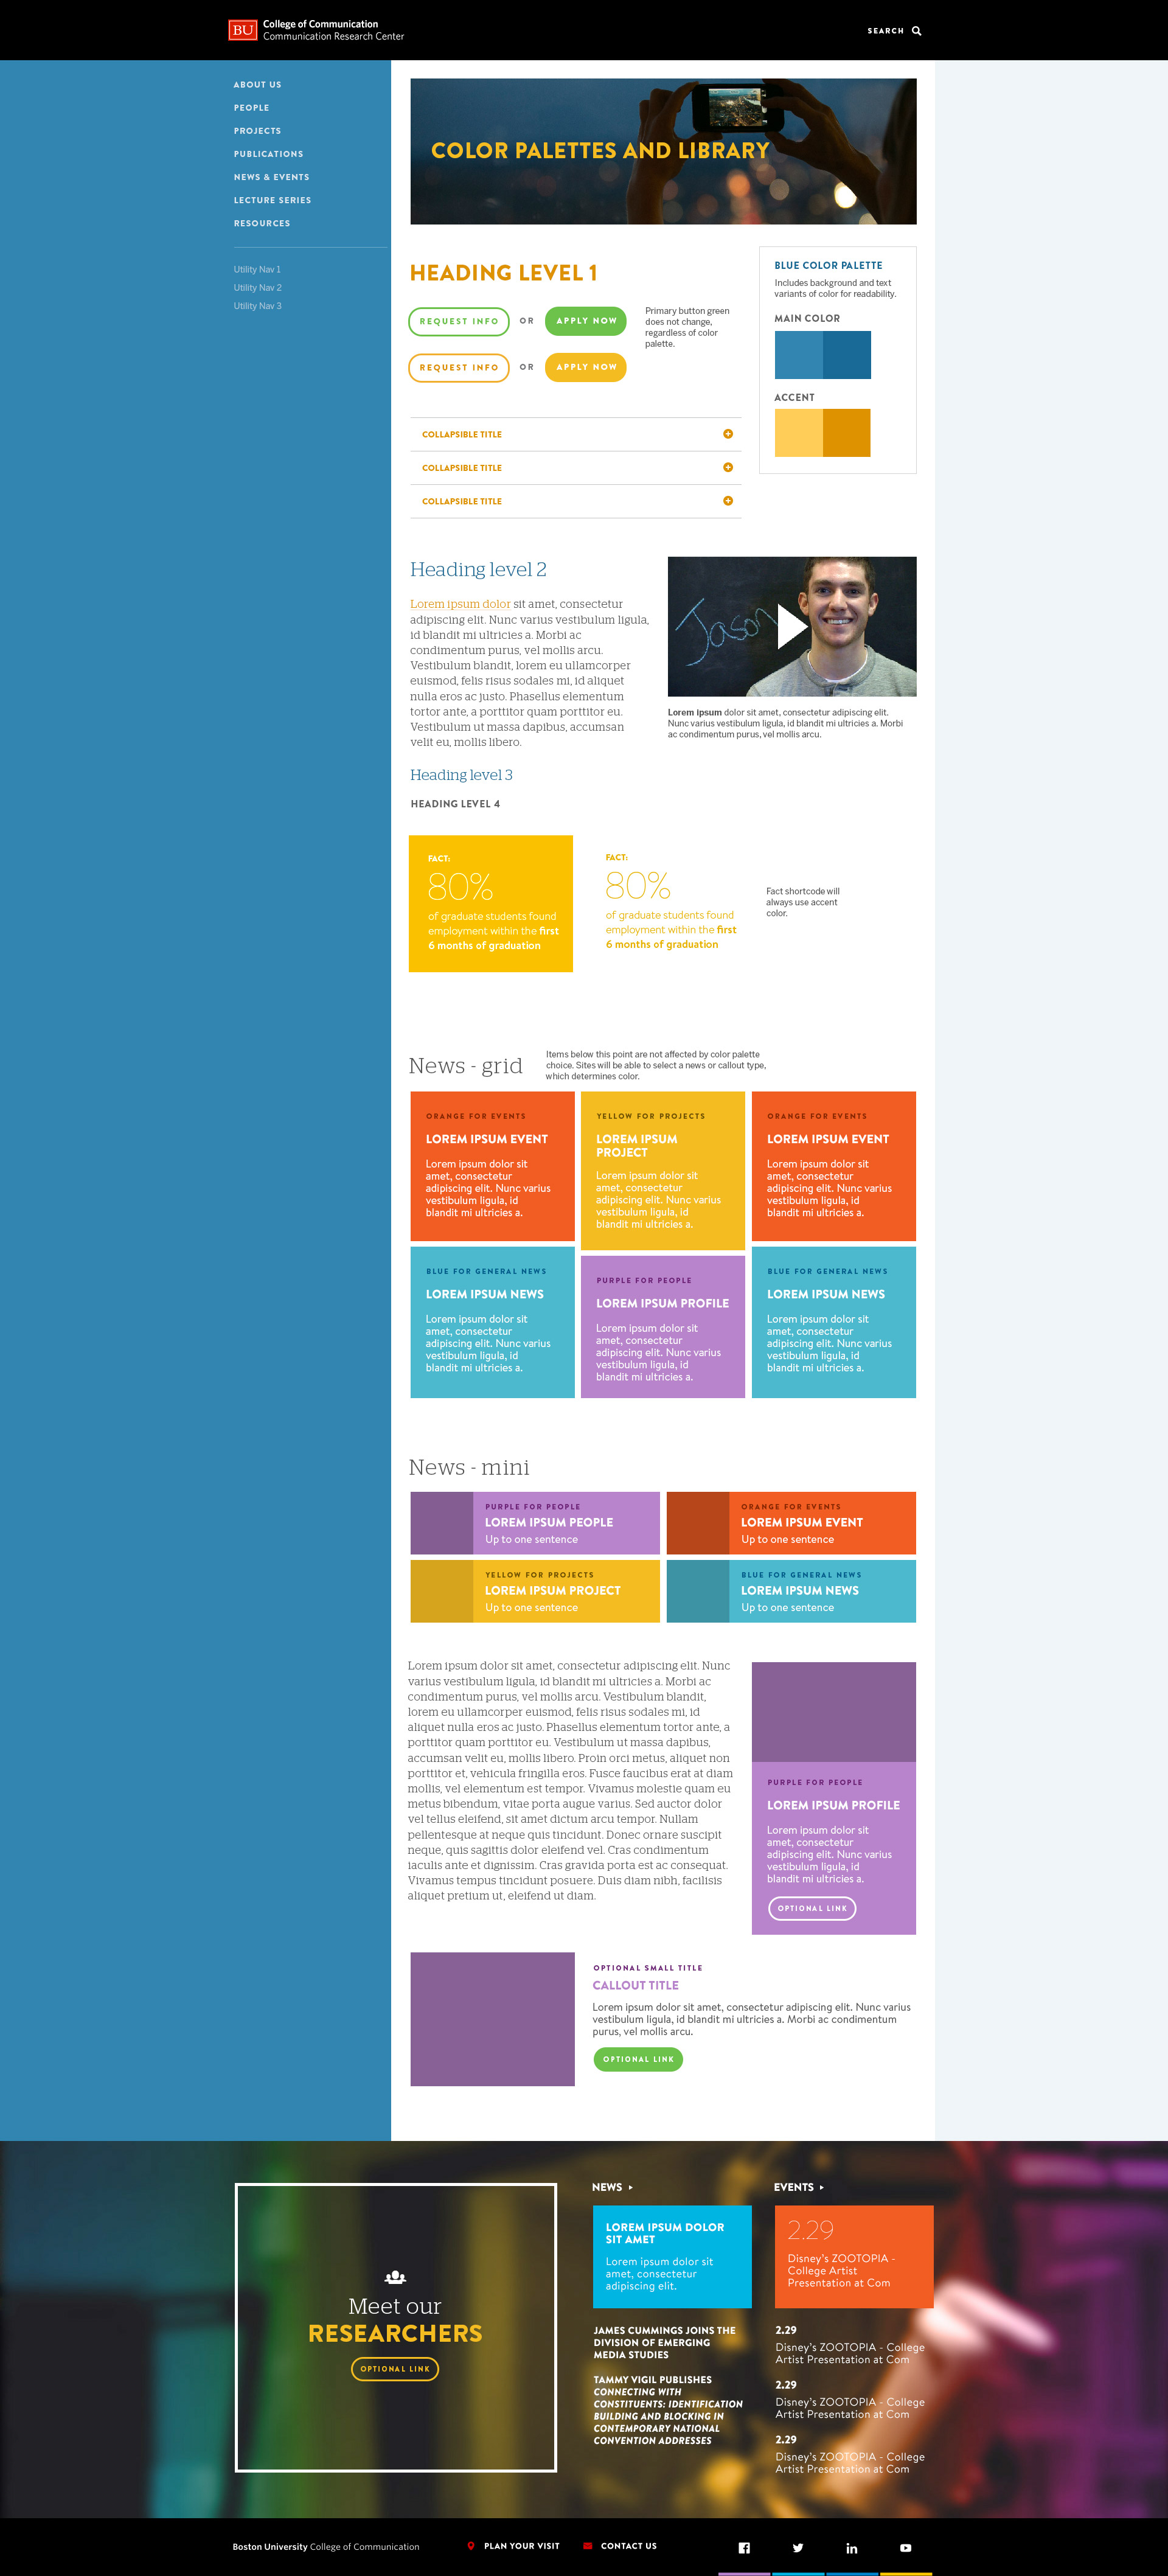 BU
College of Communication
Communication Research Center
SEARCH
ABOUT US
PEOPLE
PROJECTS
PUBLICATIONS
NEWS & EVENTS
LECTURE SERIES
RESOURCES
Utility Nav 1
Utility Nav 2
Utility Nav 3
COLOR PALETTES AND LIBRARY
HEADING LEVEL 1
REQUEST INFO OR APPLY NOW
REQUEST INFO OR APPLY NOW
Primary button green
does not change,
regardless of color
palette.
BLUE COLOR PALETTE
Includes background and text
variants of color for readability.
MAIN COLOR
ACCENT
COLLAPSIBLE TITLE
COLLAPSIBLE TITLE
COLLAPSIBLE TITLE
Heading level 2
Lorem ipsum dolor sit amet, consectetur
adipiscing elit. Nunc varius vestibulum ligula,
id blandit mi ultricies a. Morbi ac
condimentum purus, vel mollis arcu.
Vestibulum blandit, lorem eu ullamcorper
euismod, felis risus sodales mi, id aliquet
nulla eros ac justo. Phasellus elementum
tortor ante, a porttitor quam porttitor eu.
Vestibulum ut massa dapibus, accumsan
velit eu, mollis libero.
Jason
Lorem ipsum dolor sit amet, consectetur adipiscing elit.
Nunc varius vestibulum ligula, id blandit mi ultricies a. Morbi
ac condimentum purus, vel mollis arcu.
Heading level 3
HEADING LEVEL 4
FACT:
80%
of graduate students found
employment within the first
6 months of graduation
FACT:
80%
of graduate students found
employment within the first
6 months of graduation
Fact shortcode will
always use accent
color.
News - grid
Items below this point are not affected by color palette
choice. Sites will be able to select a news or callout type,
which determines color.
ORANGE FOR EVENTS
LOREM IPSUM EVENT
Lorem ipsum dolor sit
amet, consectetur
adipiscing elit. Nunc varius
vestibulum ligula, id
blandit mi ultricies a.
YELLOW FOR PROJECTS
LOREM IPSUM
PROJECT
Lorem ipsum dolor sit
amet, consectetur
adipiscing elit. Nunc varius
vestibulum ligula, id
blandit mi ultricies a.
ORANGE FOR EVENTS
LOREM IPSUM EVENT
Lorem ipsum dolor sit
amet, consectetur
adipiscing elit. Nunc varius
vestibulum ligula, id
blandit mi ultricies a.
BLUE FOR GENERAL NEWS
LOREM IPSUM NEWS
Lorem ipsum dolor sit
amet, consectetur
adipiscing elit. Nunc varius
vestibulum ligula, id
blandit mi ultricies a.
PURPLE FOR PEOPLE
LOREM IPSUM PROFILE
Lorem ipsum dolor sit
amet, consectetur
adipiscing elit. Nunc varius
vestibulum ligula, id
blandit mi ultricies a.
BLUE FOR GENERAL NEWS
LOREM IPSUM NEWS
Lorem ipsum dolor sit
amet, consectetur
adipiscing elit. Nunc varius
vestibulum ligula, id
blandit mi ultricies a.
News - mini
PURPLE FOR PEOPLE
LOREM IPSUM PEOPLE
Up to one sentence
ORANGE FOR EVENTS
LOREM IPSUM EVENT
Up to one sentence
YELLOW FOR PROJECTS
LOREM IPSUM PROJECT
Up to one sentence
BLUE FOR GENERAL NEWS
LOREM IPSUM NEWS
Up to one sentence
Lorem ipsum dolor sit amet, consectetur adipiscing elit. Nunc
varius vestibulum ligula, id blandit mi ultricies a. Morbi ac
condimentum purus, vel mollis arcu. Vestibulum blandit,
lorem eu ullamcorper euismod, felis risus sodales mi, id
aliquet nulla eros ac justo. Phasellus elementum tortor ante, a
porttitor quam porttitor eu. Vestibulum ut massa dapibus,
accumsan velit eu, mollis libero. Proin orci metus, aliquet non
porttitor et, vehicula fringilla eros. Fusce faucibus erat at diam
mollis, vel elementum est tempor. Vivamus molestie quam eu
metus bibendum, vitae porta augue varius. Sed auctor dolor
vel tellus eleifend, sit amet dictum arcu tempor. Nullam
pellentesque at neque quis tincidunt. Donec ornare suscipit
neque, quis sagittis dolor eleifend vel. Cras condimentum
iaculis ante et dignissim. Cras gravida porta est ac consequat.
Vivamus tempus tincidunt posuere. Duis diam nibh, facilisis
aliquet pretium ut, eleifend ut diam.
PURPLE FOR PEOPLE
LOREM IPSUM PROFILE
Lorem ipsum dolor sit
amet, consectetur
adipiscing elit. Nunc varius
vestibulum ligula, id
blandit mi ultricies a.
OPTIONAL LINK
OPTIONAL SMALL TITLE
CALLOUT TITLE
Lorem ipsum dolor sit amet, consectetur adipiscing elit. Nunc varius
vestibulum ligula, id blandit mi ultricies a. Morbi ac condimentum
purus, vel mollis arcu.
OPTIONAL LINK
Meet our
RESEARCHERS
OPTIONAL LINK
NEWS
LOREM IPSUM DOLOR
SIT AMET
Lorem ipsum dolor sit
amet, consectetur
adipiscing elit.
JAMES CUMMINGS JOINS THE
DIVISION OF EMERGING
MEDIA STUDIES
TAMMY VIGIL PUBLISHES
CONNECTING WITH
CONSTITUENTS: IDENTIFICATION
BUILDING AND BLOCKING IN
CONTEMPORARY NATIONAL
CONVENTION ADDRESSES
EVENTS
2.29
Disney's ZOOTOPIA -
College Artist
Presentation at Com
2.29
Disney's ZOOTOPIA - College
Artist Presentation at Com
2.29
Disney's ZOOTOPIA - College
Artist Presentation at Com
2.29
Disney's ZOOTOPIA - College
Artist Presentation at Com
Boston University College of Communication
PLAN YOUR VISIT
CONTACT US